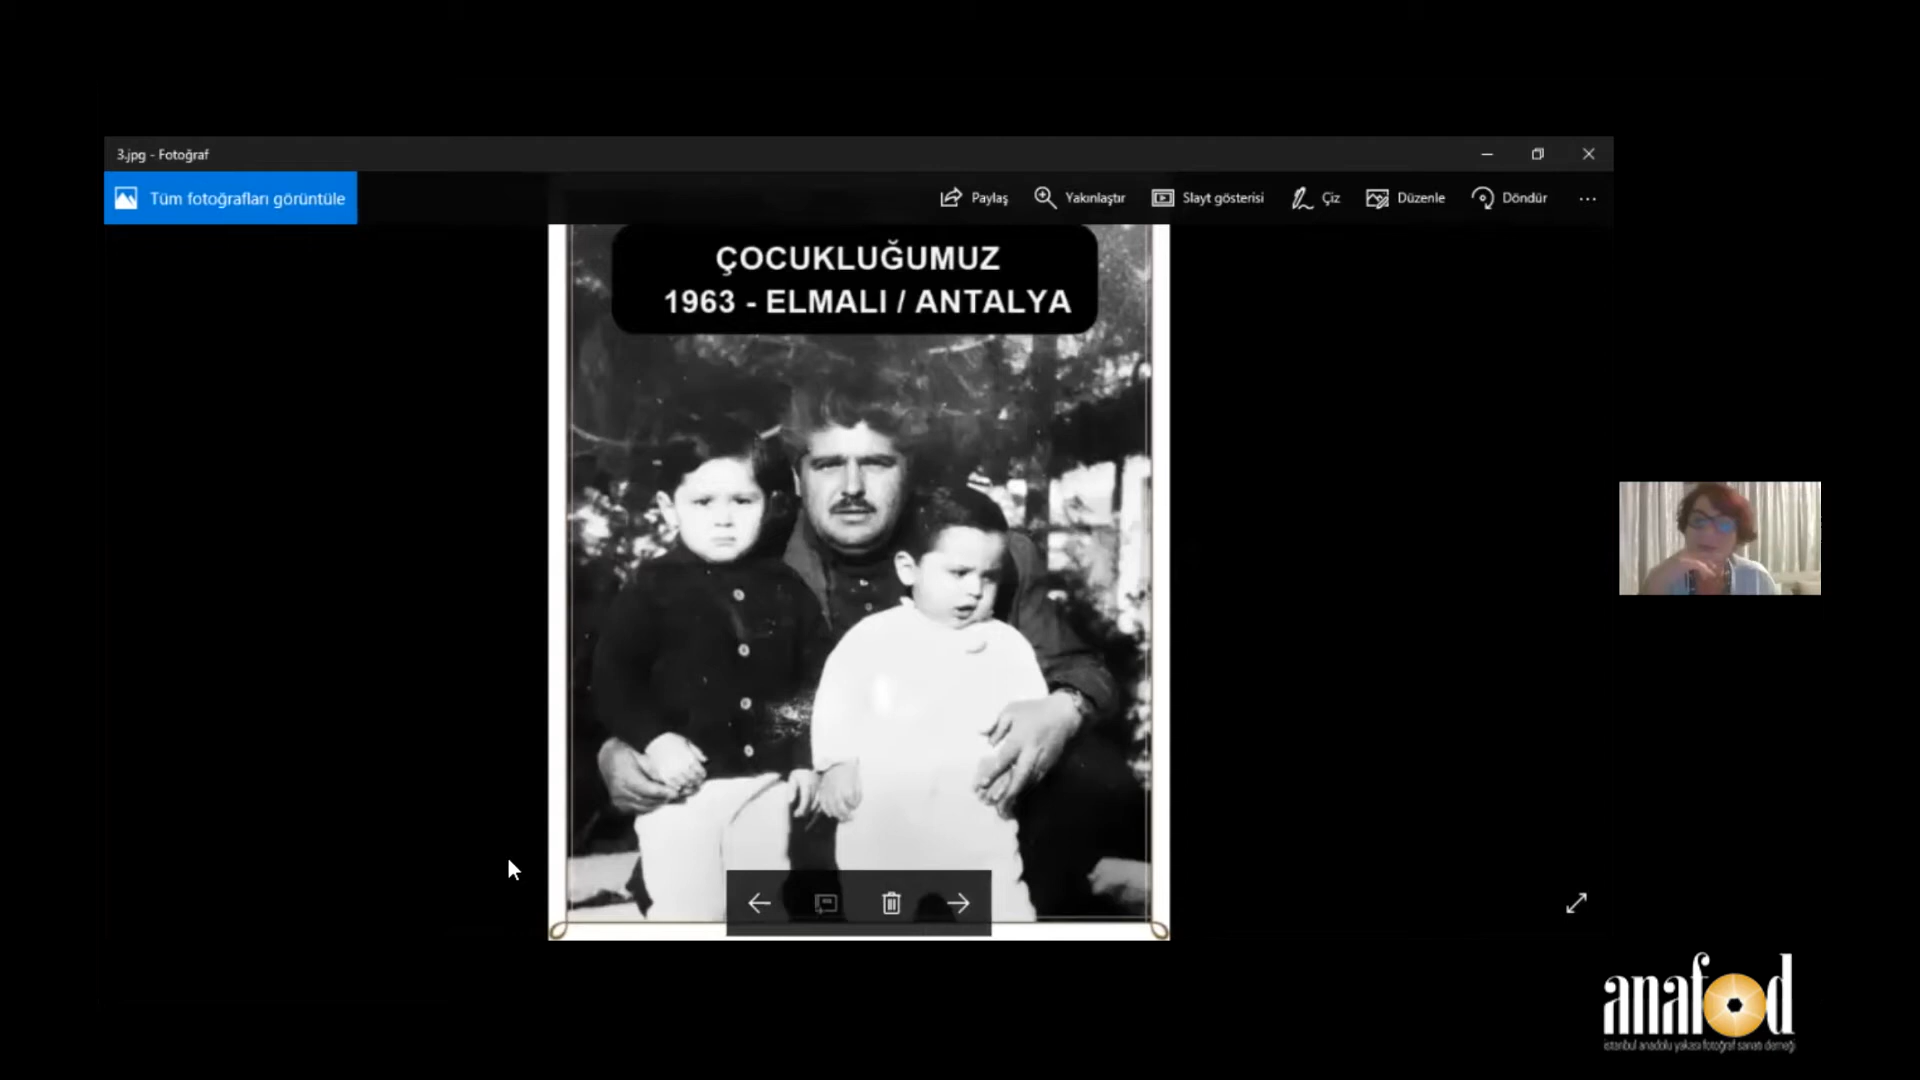 3.jpg - Fotoğraf
Tüm fotoğrafları görüntüle
Paylaş
Yakınlaştır
Slayt gösterisi
Çiz
Düzenle
Döndür
ÇOCUKLUĞUMUZ
1963 - ELMALI / ANTALYA
anafod
istanbul anadolu yakası fotoğraf sanatı derneği